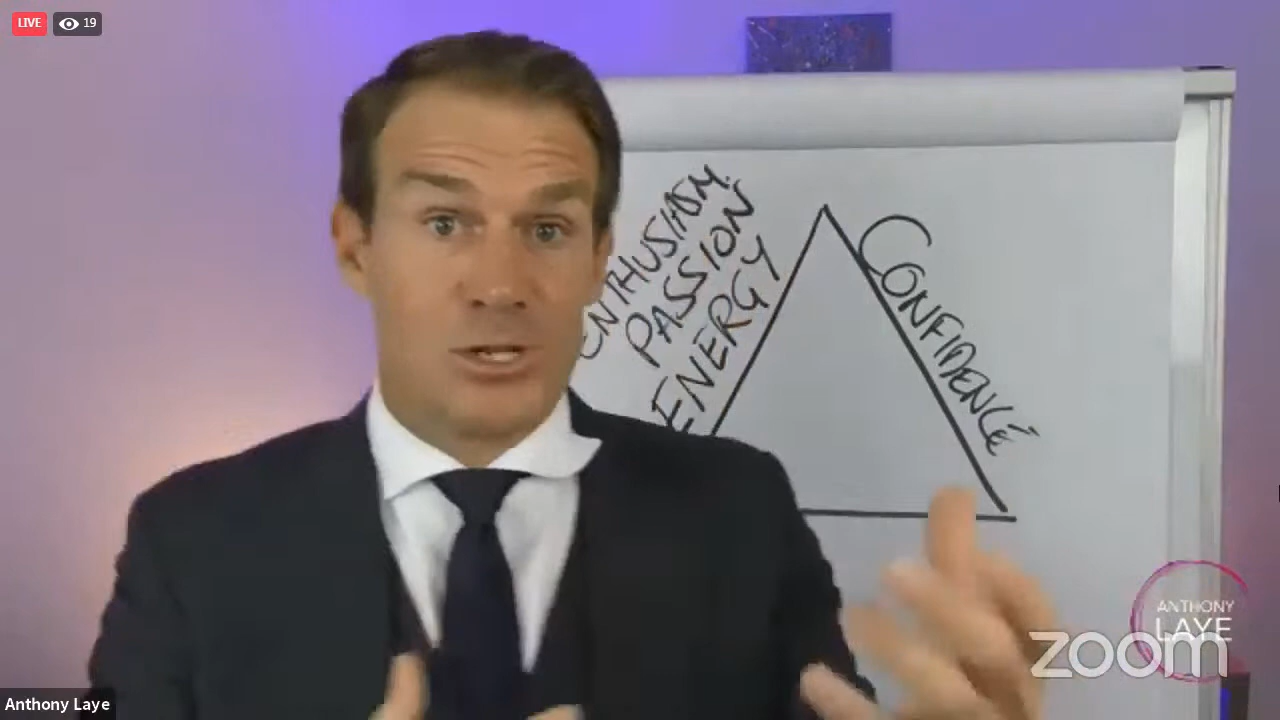 LIVE
19
ENTHUSIASM
PASSION
ENERGY
CONFIDENCE
ANTHONY
LAYE
zoom
Anthony Laye